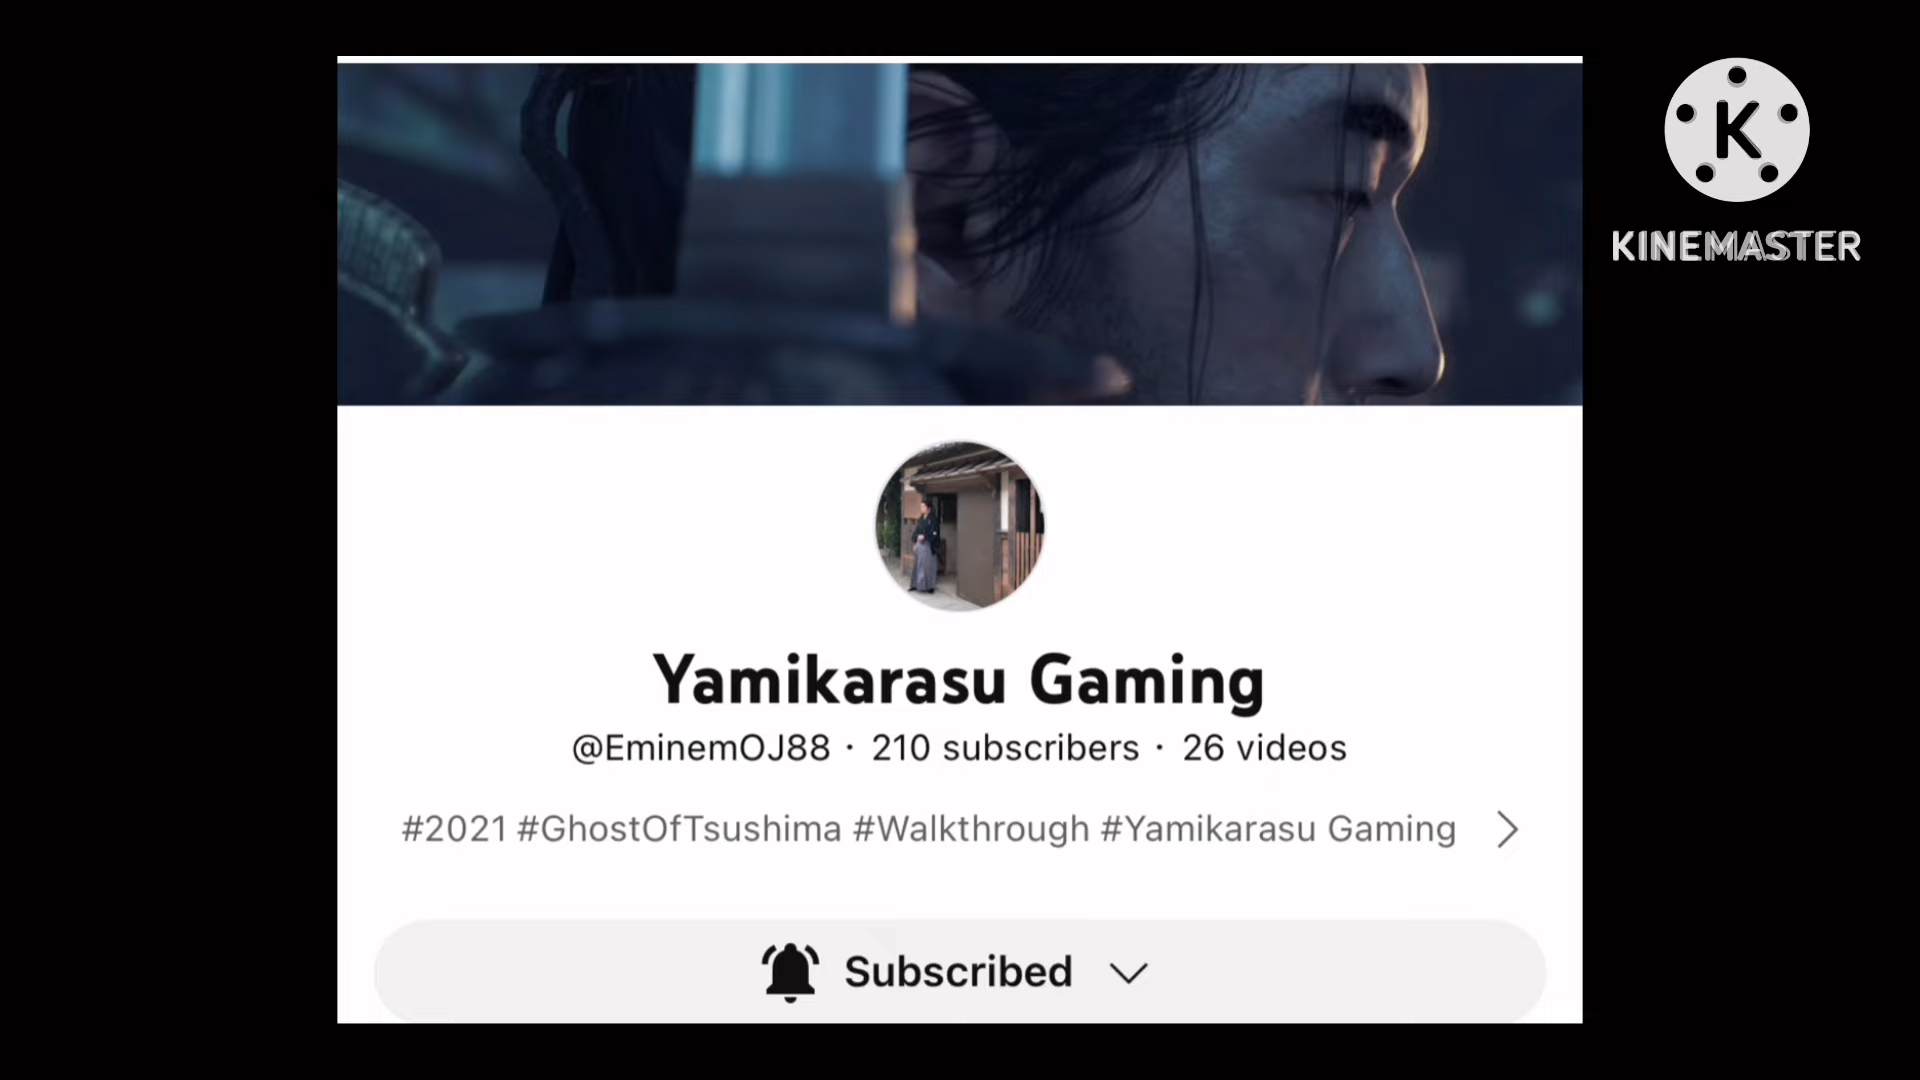 K
KINEMASTER
Yamikarasu Gaming
@EminemOJ88 · 210 subscribers · 26 videos
#2021 #GhostOfTsushima #Walkthrough #Yamikarasu Gaming
Subscribed